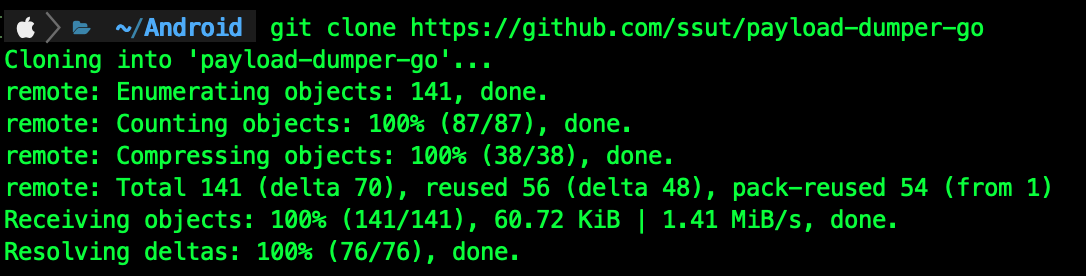 ~/Android git clone https://github.com/ssut/payload-dumper-go
Cloning into 'payload-dumper-go'...
remote: Enumerating objects: 141, done.
remote: Counting objects: 100% (87/87), done.
remote: Compressing objects: 100% (38/38), done.
remote: Total 141 (delta 70), reused 56 (delta 48), pack-reused 54 (from 1)
Receiving objects: 100% (141/141), 60.72 KiB | 1.41 MiB/s, done.
Resolving deltas: 100% (76/76), done.